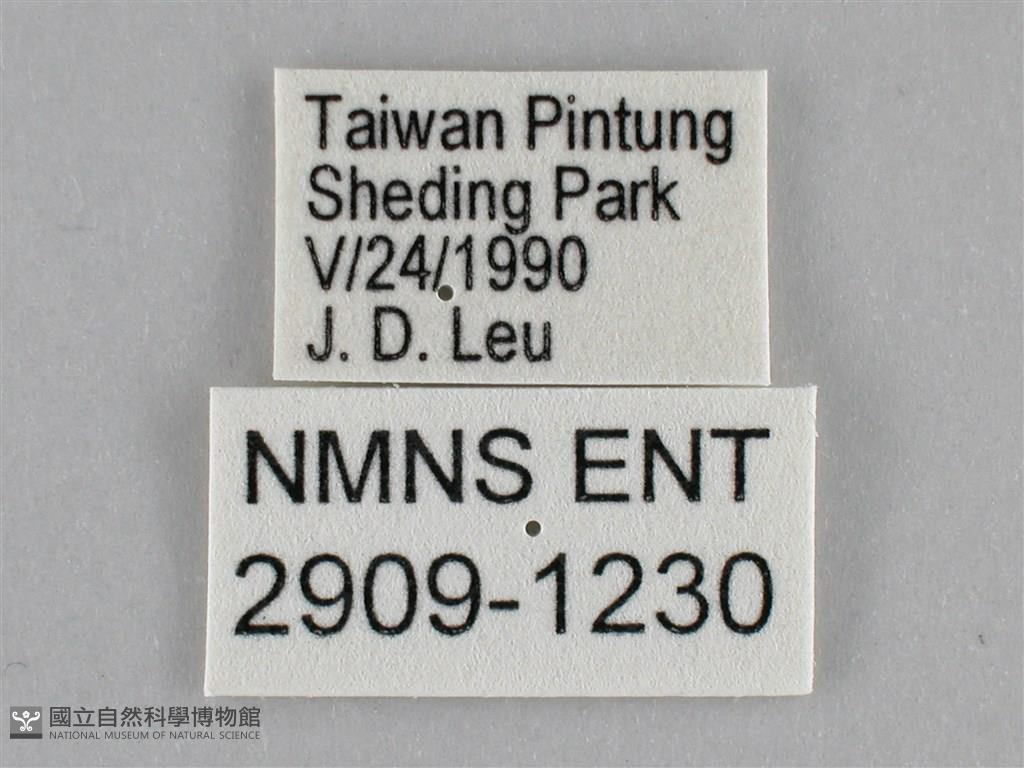 Taiwan Pintung
Sheding Park
V/24/1990
J. D. Leu
NMNS ENT
2909-1230
國立自然科學博物館
NATIONAL MUSEUM OF NATURAL SCIENCE